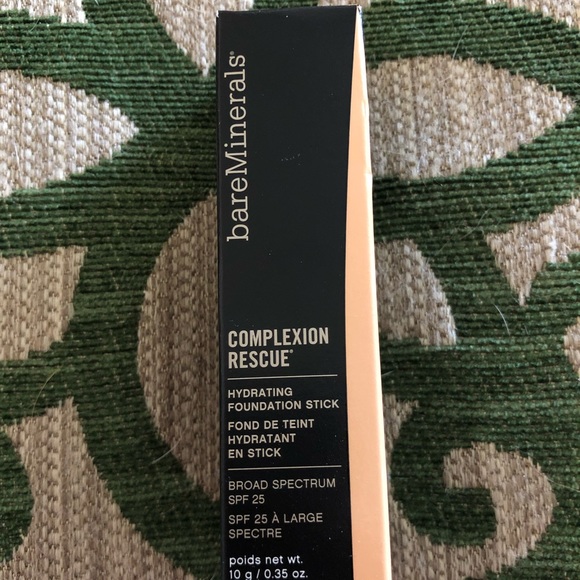 bareMinerals®
COMPLEXION
RESCUE®
HYDRATING
FOUNDATION STICK
FOND DE TEINT
HYDRATANT
EN STICK
BROAD SPECTRUM
SPF 25
SPF 25 À LARGE
SPECTRE
poids net wt.
10 g / 0.35 oz.